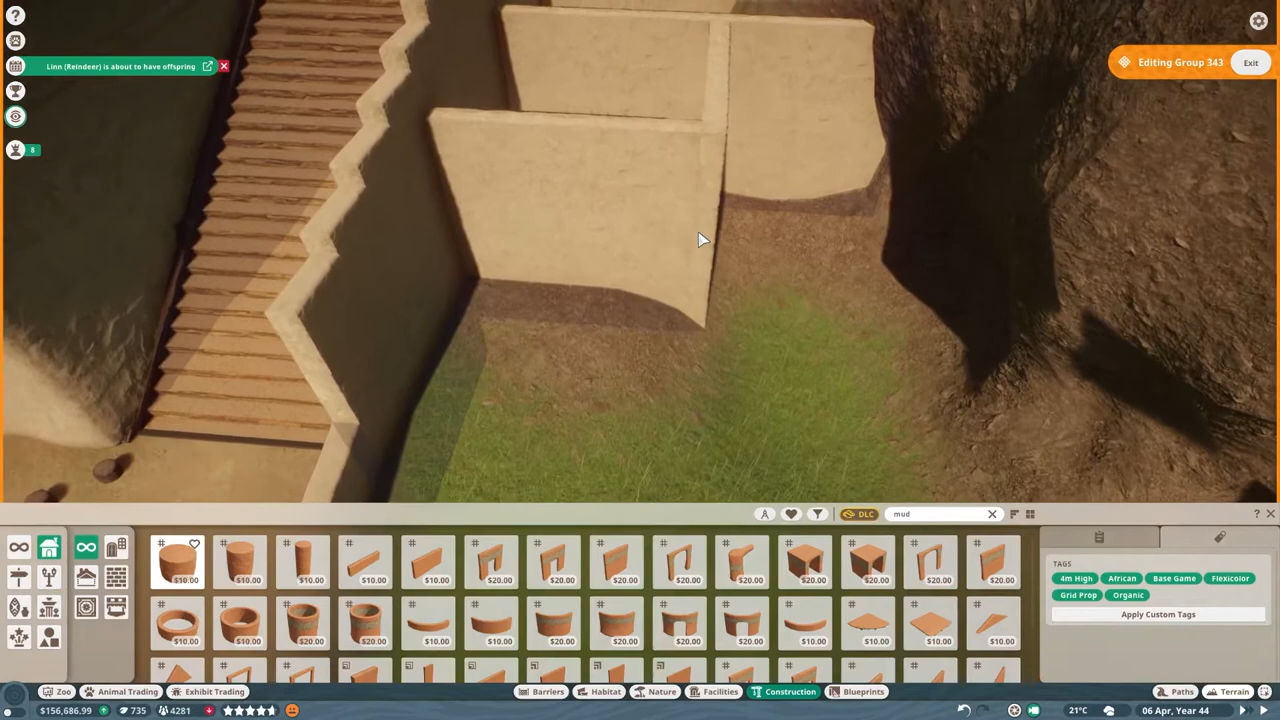 Linn (Reindeer) is about to have offspring
Editing Group 343
Exit
8
DLC
mud
$10.00 $10.00 $10.00 $10.00 $10.00 $20.00 $20.00 $20.00 $20.00 $20.00 $20.00 $20.00 $20.00 $20.00
$10.00 $10.00 $20.00 $20.00 $10.00 $10.00 $20.00 $20.00 $20.00 $20.00 $10.00 $10.00 $10.00 $10.00
TAGS
4m High African Base Game Flexicolor
Grid Prop Organic
Apply Custom Tags
Zoo Animal Trading Exhibit Trading Barriers Habitat Nature Facilities Construction Blueprints Paths Terrain
$156,686.99 735 4281 21°C 06 Apr, Year 44